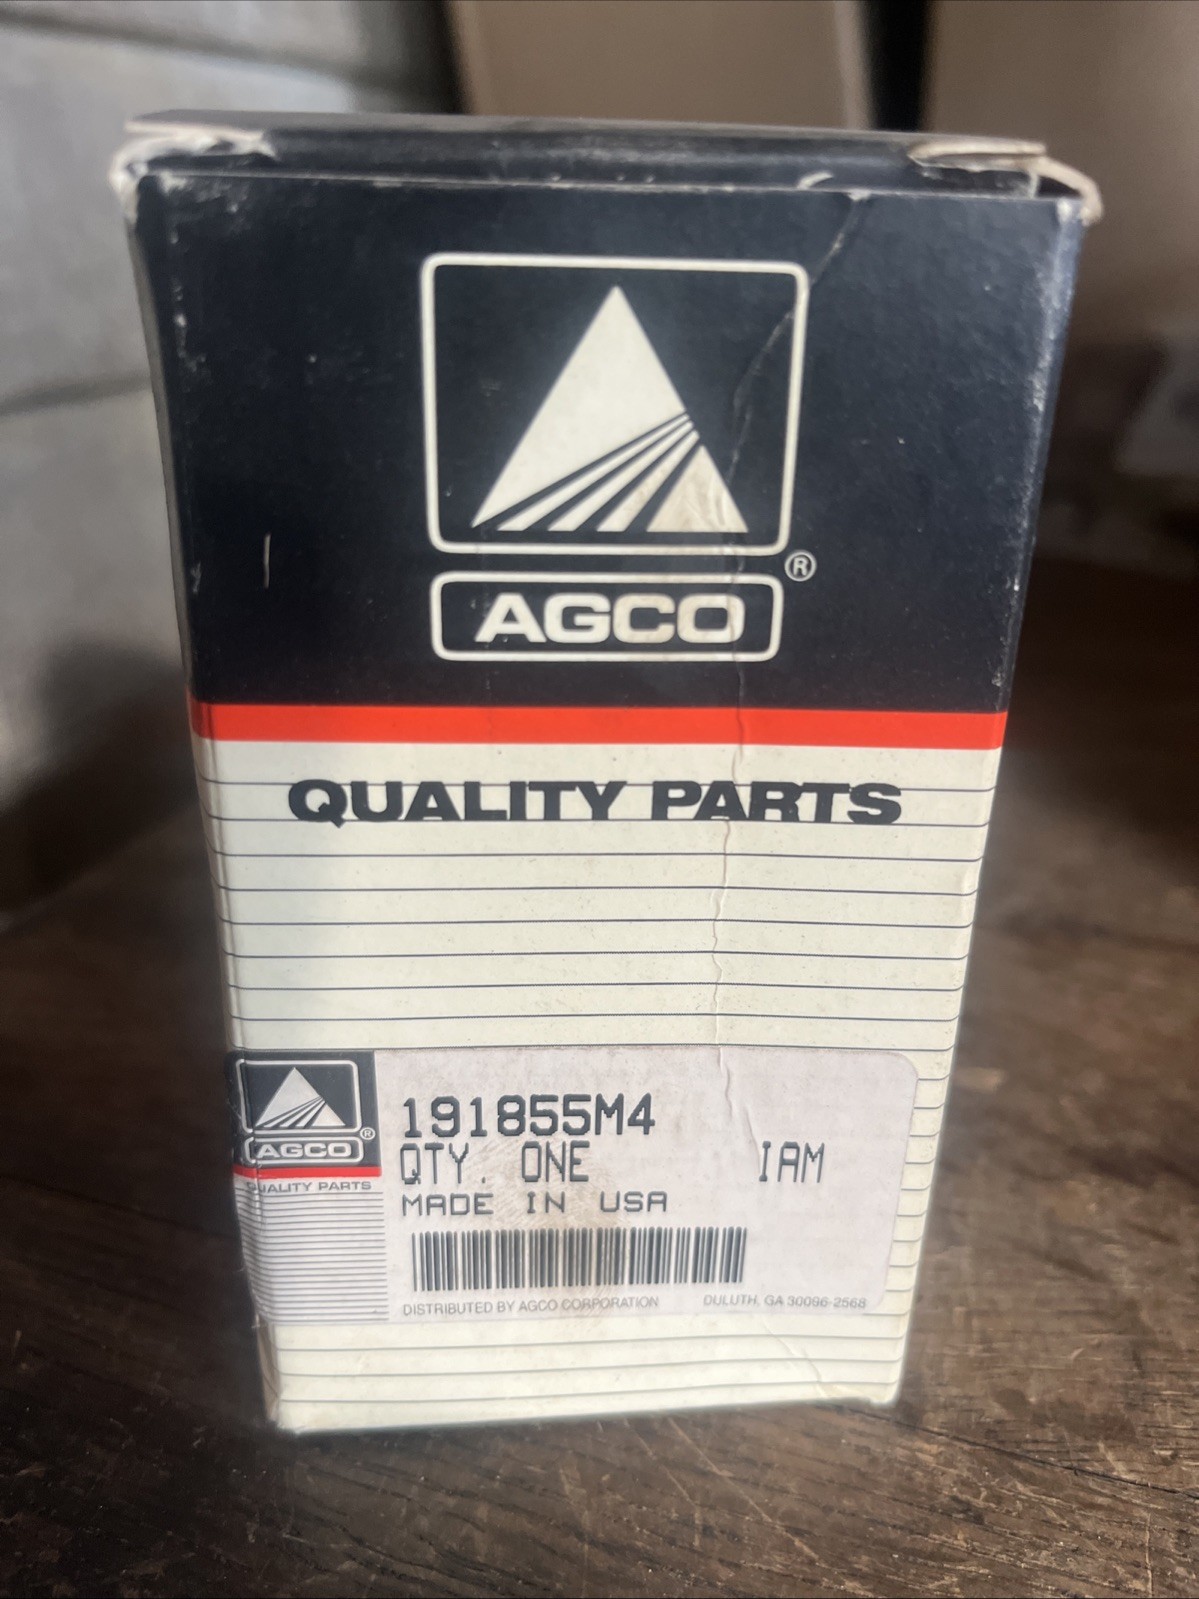 AGCO®
QUALITY PARTS
AGCO®
QUALITY PARTS
191855M4
QTY. ONE IAM
MADE IN USA
DISTRIBUTED BY AGCO CORPORATION DULUTH, GA 30096-2568